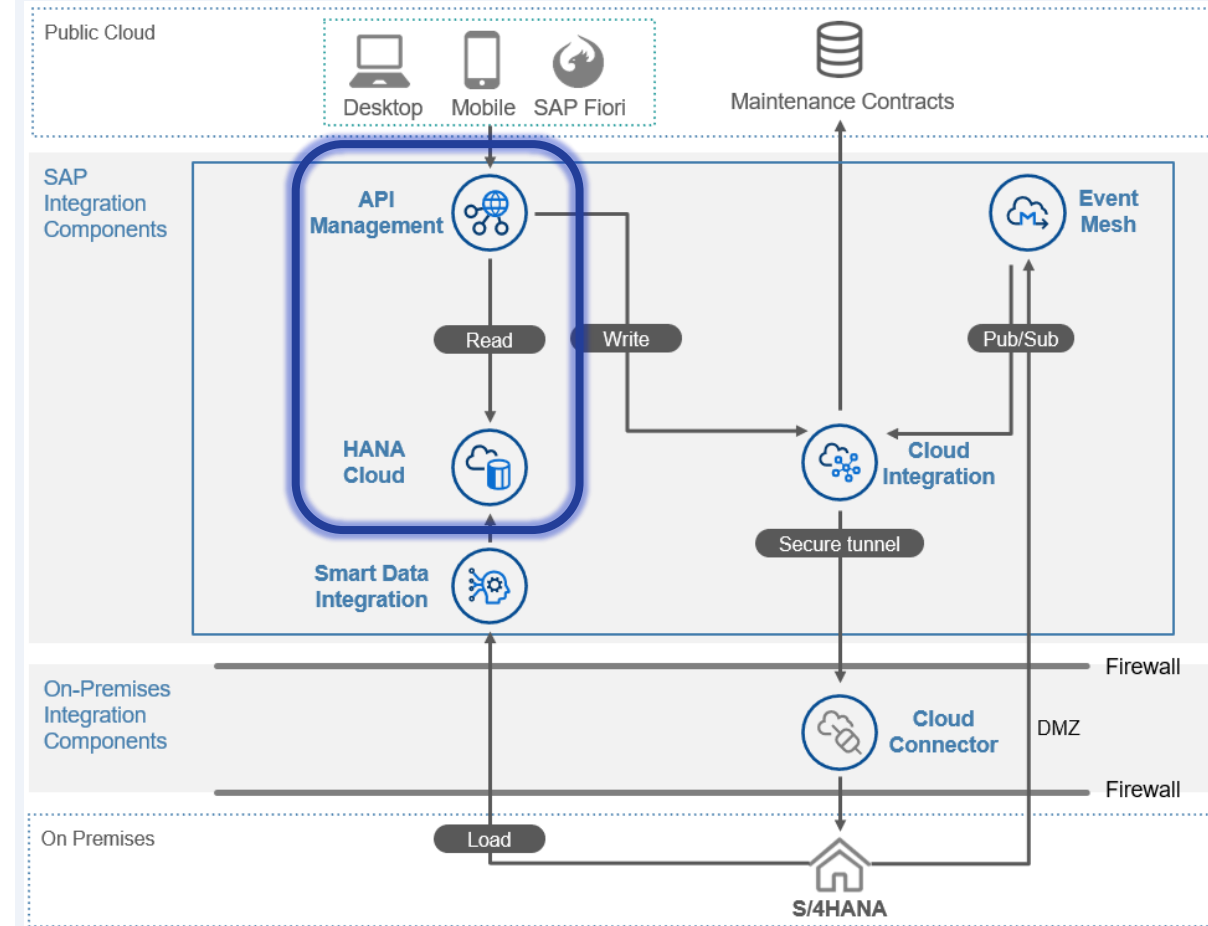 Public Cloud
Desktop
Mobile
SAP Fiori
Maintenance Contracts
SAP
Integration
Components
API
Management
Event
Mesh
Read
Write
Pub/Sub
HANA
Cloud
Cloud
Integration
Secure tunnel
Smart Data
Integration
Firewall
On-Premises
Integration
Components
Cloud
Connector
DMZ
Firewall
On Premises
Load
S/4HANA